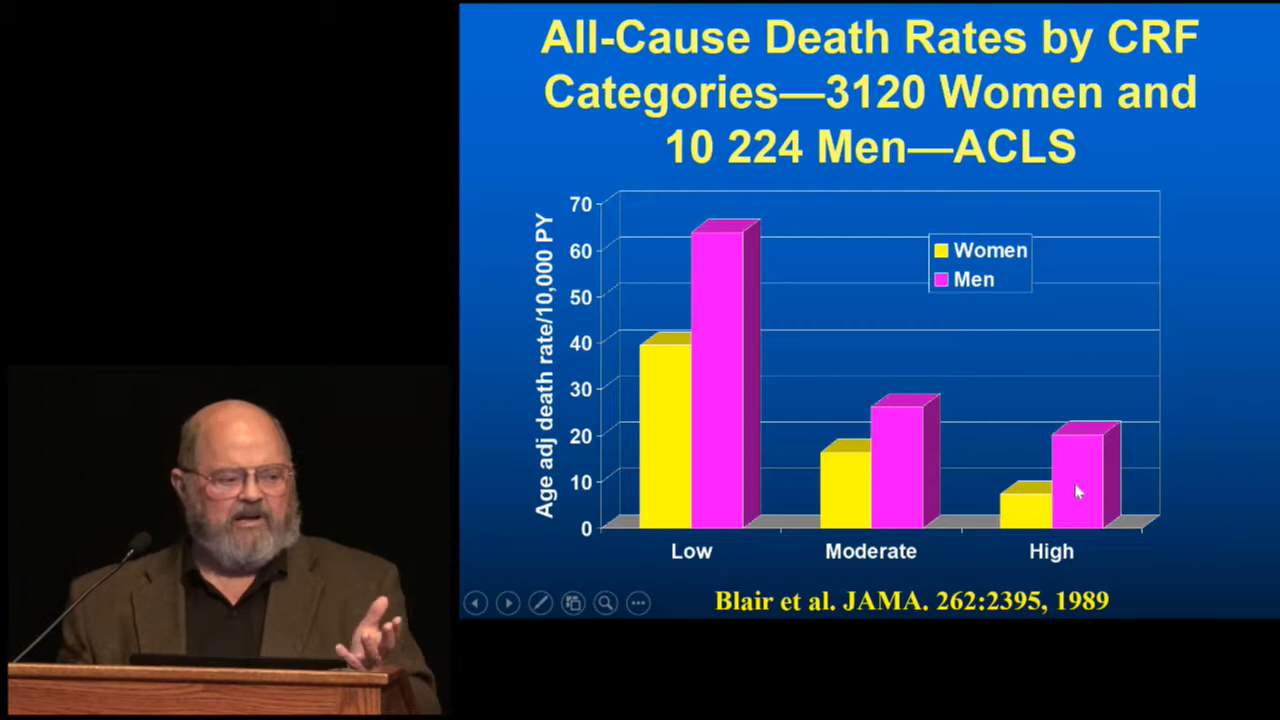 All-Cause Death Rates by CRF
Categories—3120 Women and
10 224 Men—ACLS
Age adj death rate/10,000 PY
70
60
50
40
30
20
10
0
Women
Men
Low
Moderate
High
Blair et al. JAMA. 262:2395, 1989